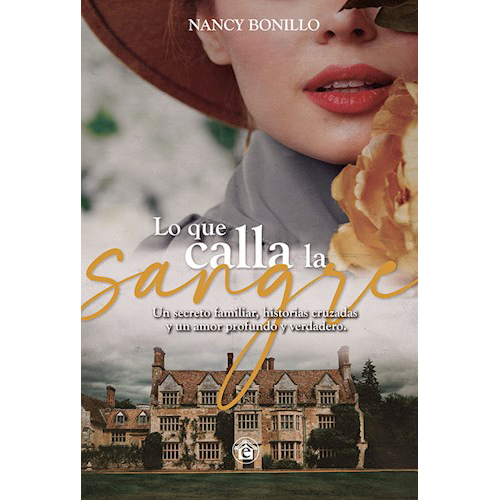 NANCY BONILLO
Lo que
calla la
sangre
Un secreto familiar, historias cruzadas
y un amor profundo y verdadero.